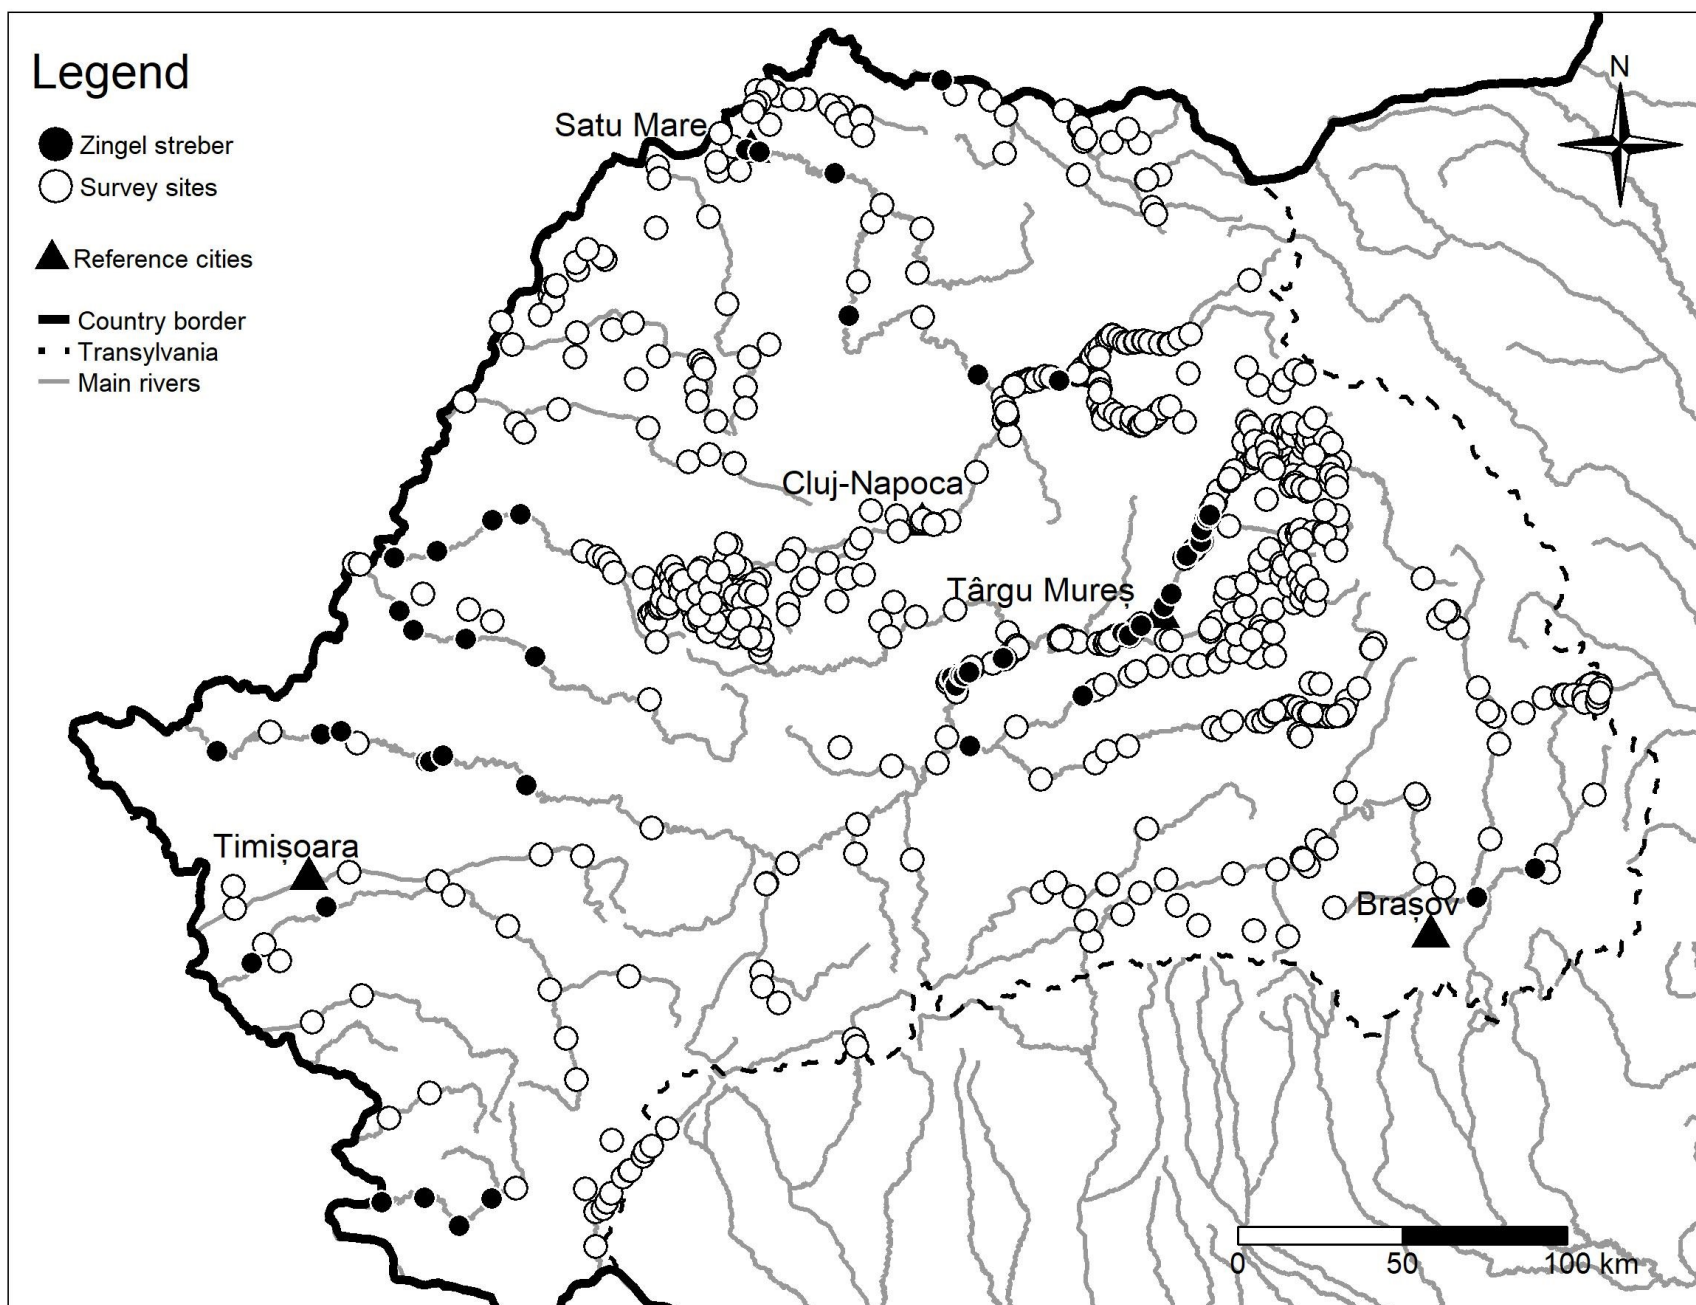 Legend
Zingel streber
Survey sites
Reference cities
Country border
Transylvania
Main rivers
N
Satu Mare
Cluj-Napoca
Târgu Mureș
Timișoara
Brașov
0 50 100 km